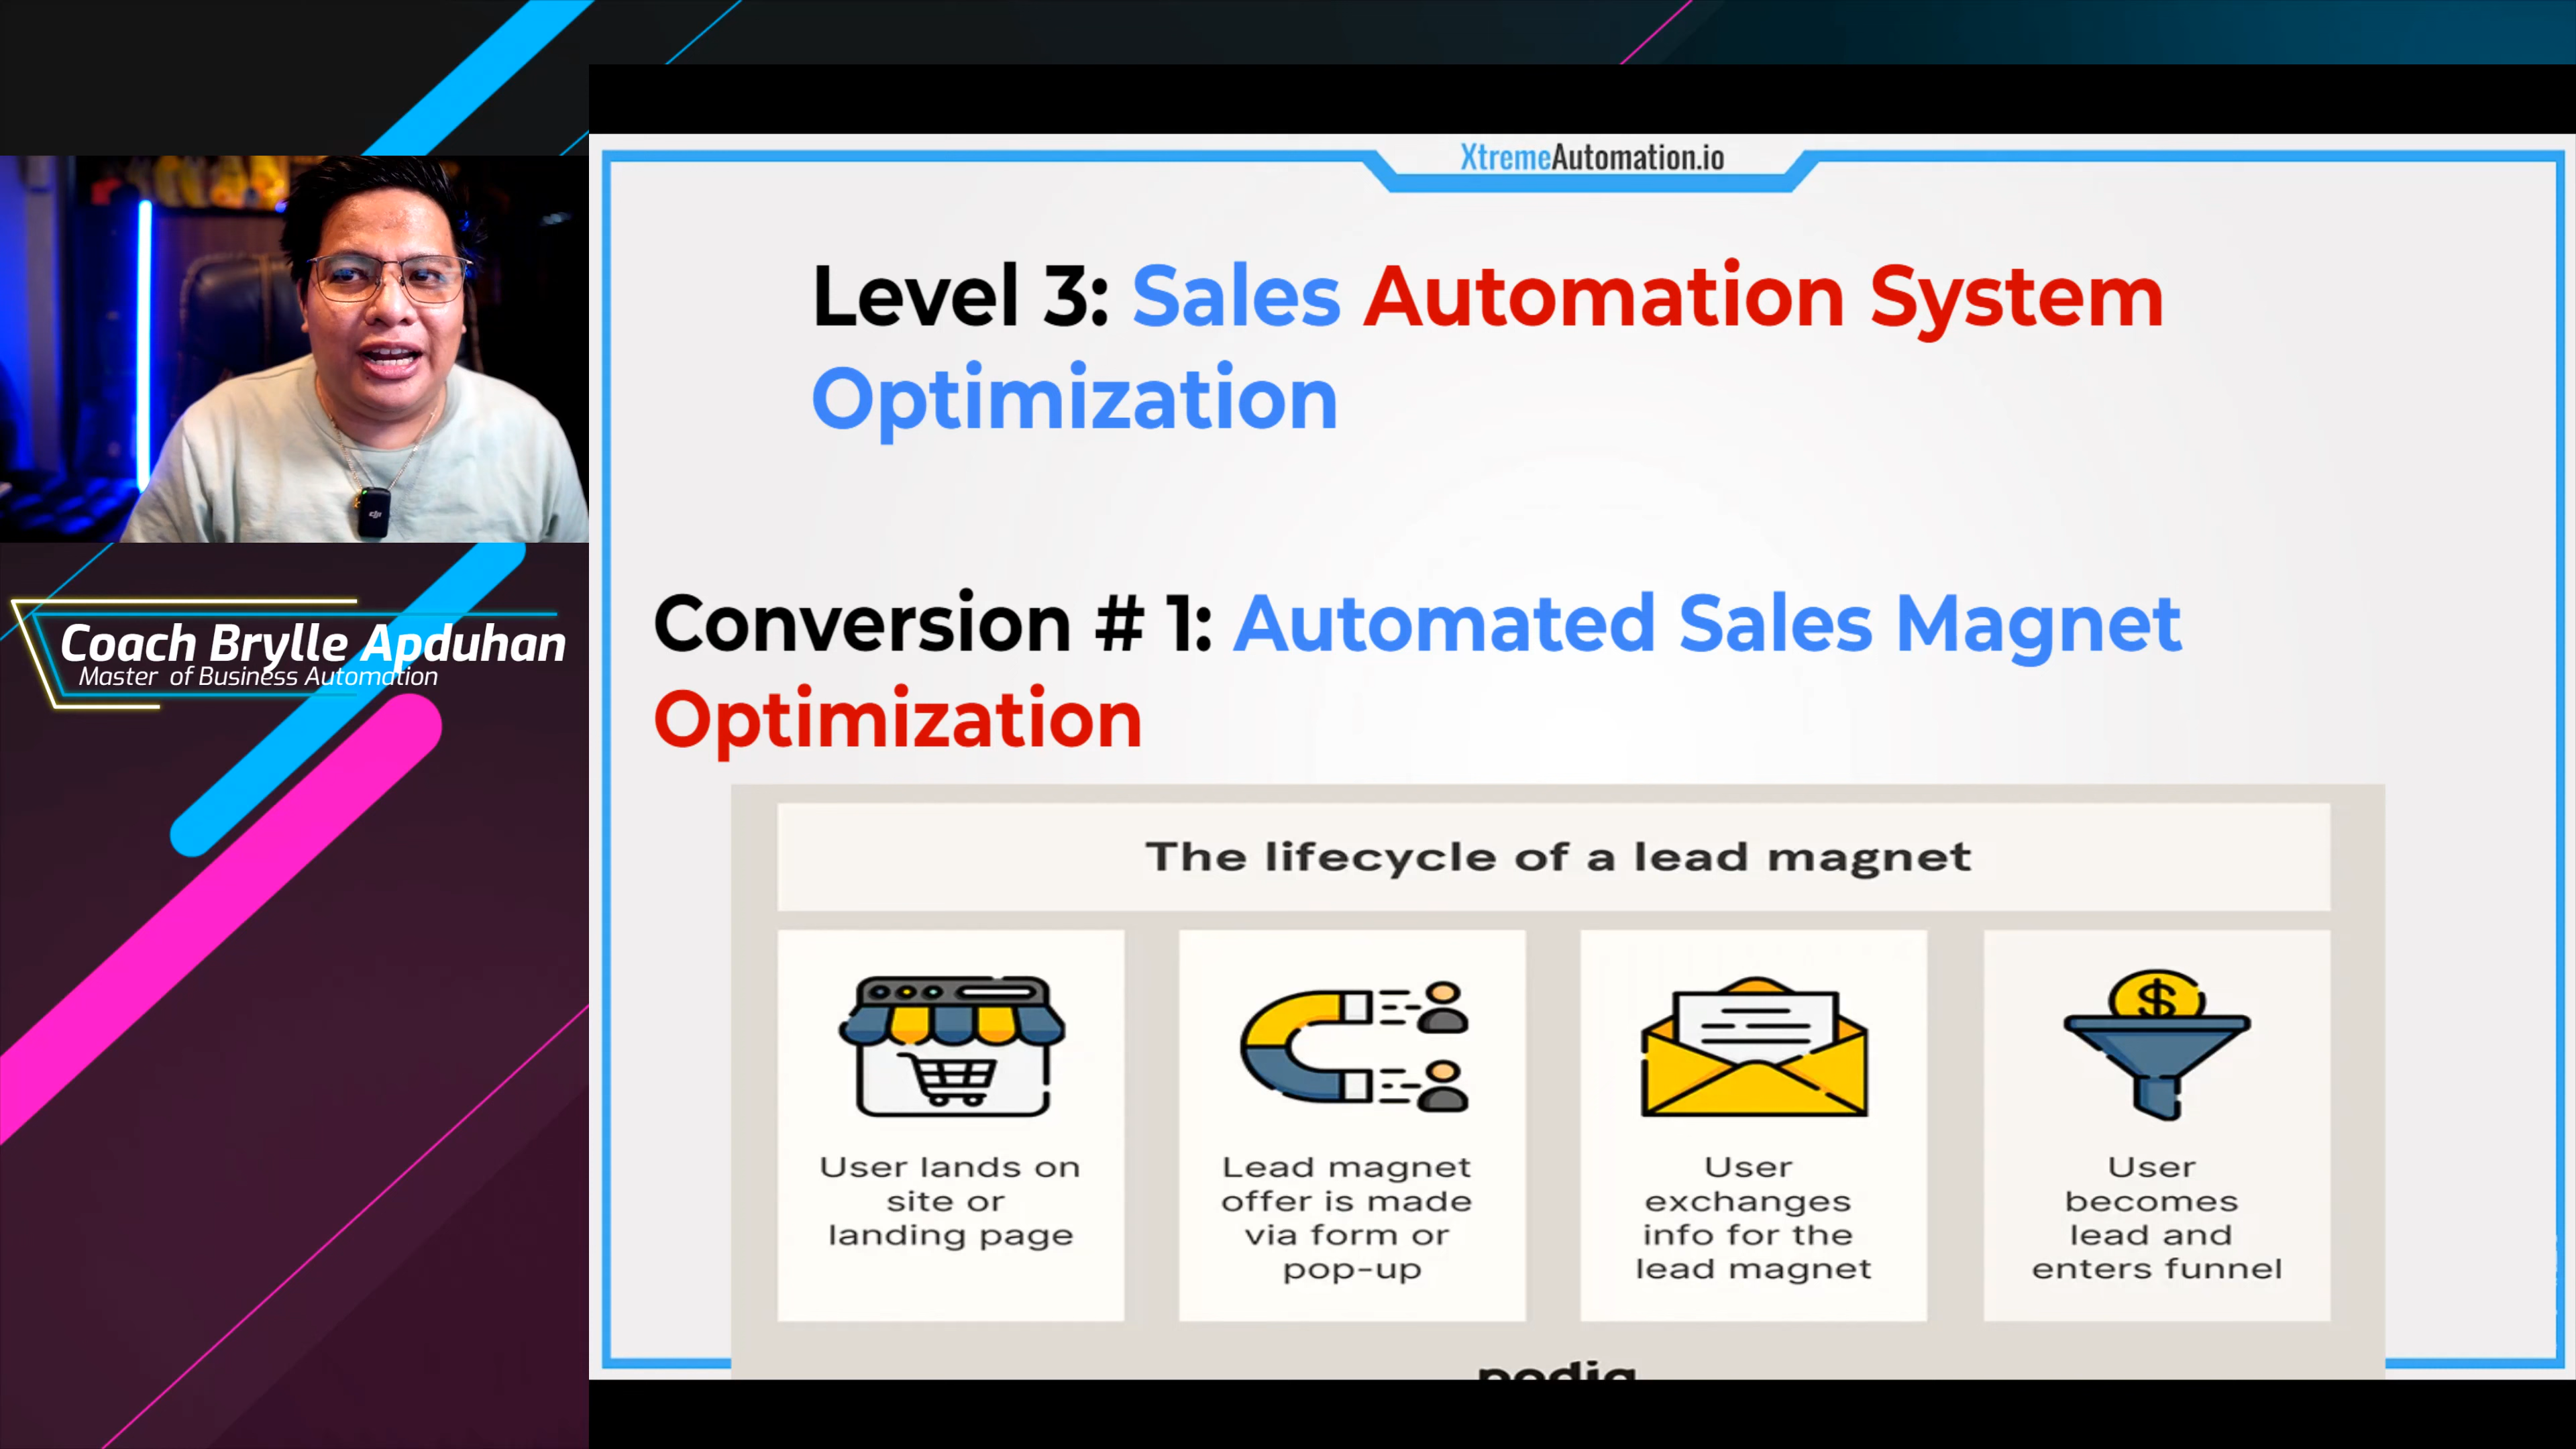 XtremeAutomation.io
Level 3: Sales Automation System
Optimization
Coach Brylle Apduhan
Master of Business Automation
Conversion # 1: Automated Sales Magnet
Optimization
The lifecycle of a lead magnet
$
User lands on
site or
landing page
Lead magnet
offer is made
via form or
pop-up
User
exchanges
info for the
lead magnet
User
becomes
lead and
enters funnel